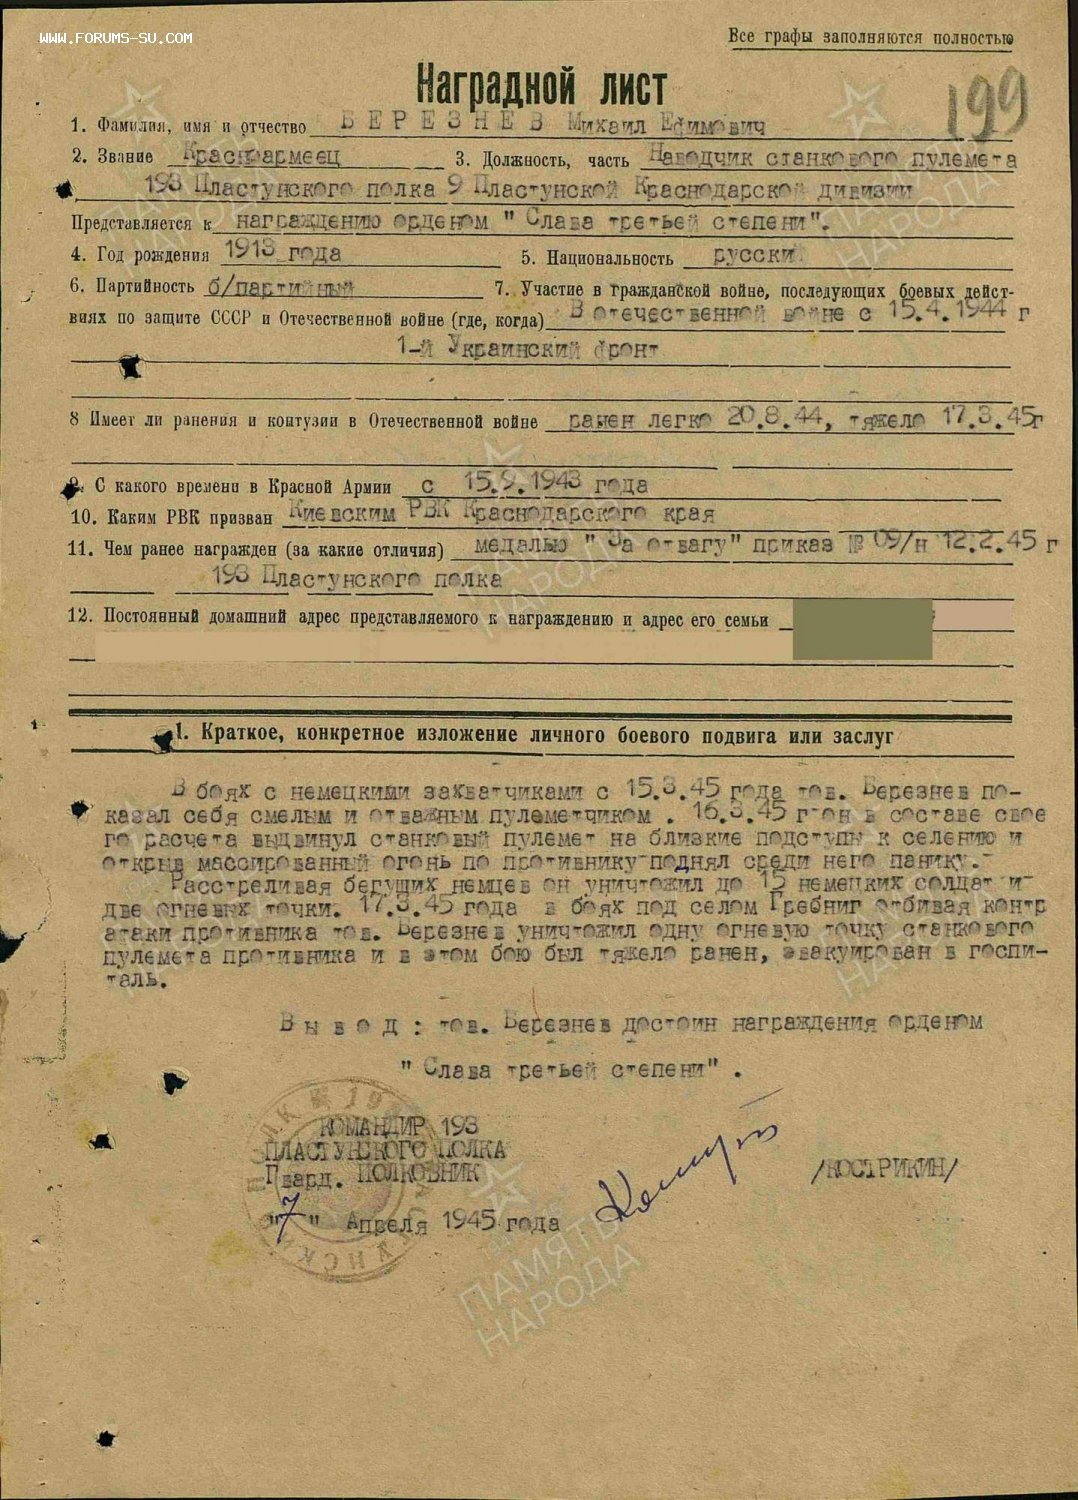 WWW.FORUMS-SU.COM
Все графы заполняются полностью
199
Наградной лист
1. Фамилия, имя и отчество БЕРЕЗНЕВ Михаил Ефимович
2. Звание Красноармеец 3. Должность, часть Наводчик станкового пулемета
193 Пластунского полка 9 Пластунской Краснодарской дивизии
Представляется к награждению орденом " Слава третьей степени".
4. Год рождения 1913 года 5. Национальность русский
6. Партийность б/партийный 7. Участие в гражданской войне, последующих боевых дейст-
виях по защите СССР и Отечественной войне (где, когда) В отечественной войне с 15.4.1944 г
1-й Украинский фронт
8 Имеет ли ранения и контузии в Отечественной войне ранен легко 20.8.44, тяжело 17.3.45г
9. С какого времени в Красной Армии с 15.9.1943 года
10. Каким РВК призван Киевским РВК Краснодарского края
11. Чем ранее награжден (за какие отличия) медалью " За отвагу" приказ № 09/н 12.2.45 г
193 Пластунского полка
12. Постоянный домашний адрес представляемого к награждению и адрес его семьи
1. Краткое, конкретное изложение личного боевого подвига или заслуг
В боях с немецкими захватчиками с 15.3.45 года тов. Березнев по-
казал себя смелым и отважным пулеметчиком . 16.3.45 г он в составе свое
го расчета выдвинул станковый пулемет на близкие подступы к селению и
открыв массированный огонь по противнику поднял среди него панику.-
Расстреливая бегущих немцев он уничтожил до 15 немецких солдат и
две огневых точки. 17.3.45 года в боях под селом Гребниг отбивая контр
атаки противника тов. Березнев уничтожил одну огневую точку станкового
пулемета противника и в этом бою был тяжело ранен, эвакуирован в госпи-
таль.
Вывод: тов. Березнев достоин награждения орденом
" Слава третьей степени" .
КОМАНДИР 193
ПЛАСТУНСКОГО ПОЛКА
Гвард. ПОЛКОВНИК
/КОСТРИКИН/
"7" Апреля 1945 года
ПАМЯТЬ
НАРОДА